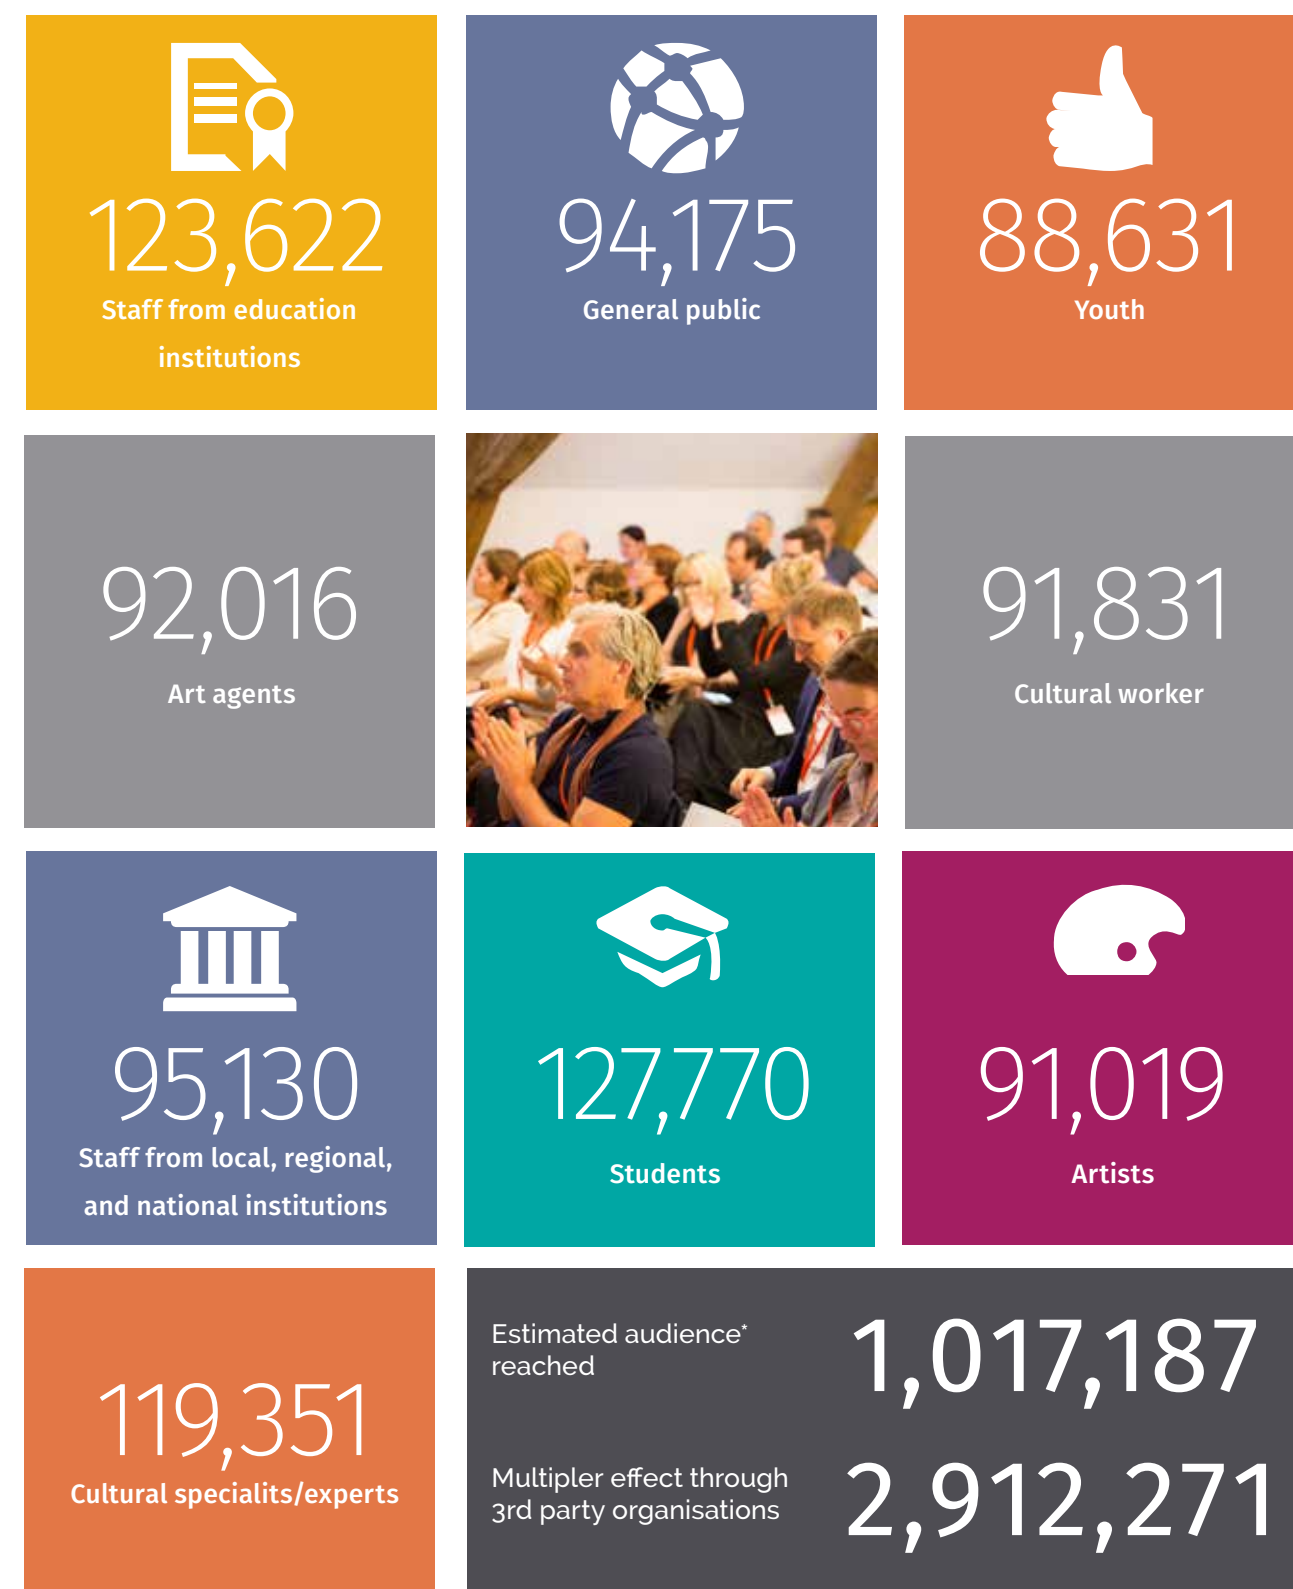 123,622
Staff from education
institutions
94,175
General public
88,631
Youth
92,016
Art agents
91,831
Cultural worker
95,130
Staff from local, regional,
and national institutions
127,770
Students
91,019
Artists
119,351
Cultural specialits/experts
Estimated audience*
reached
1,017,187
Multipler effect through
3rd party organisations
2,912,271